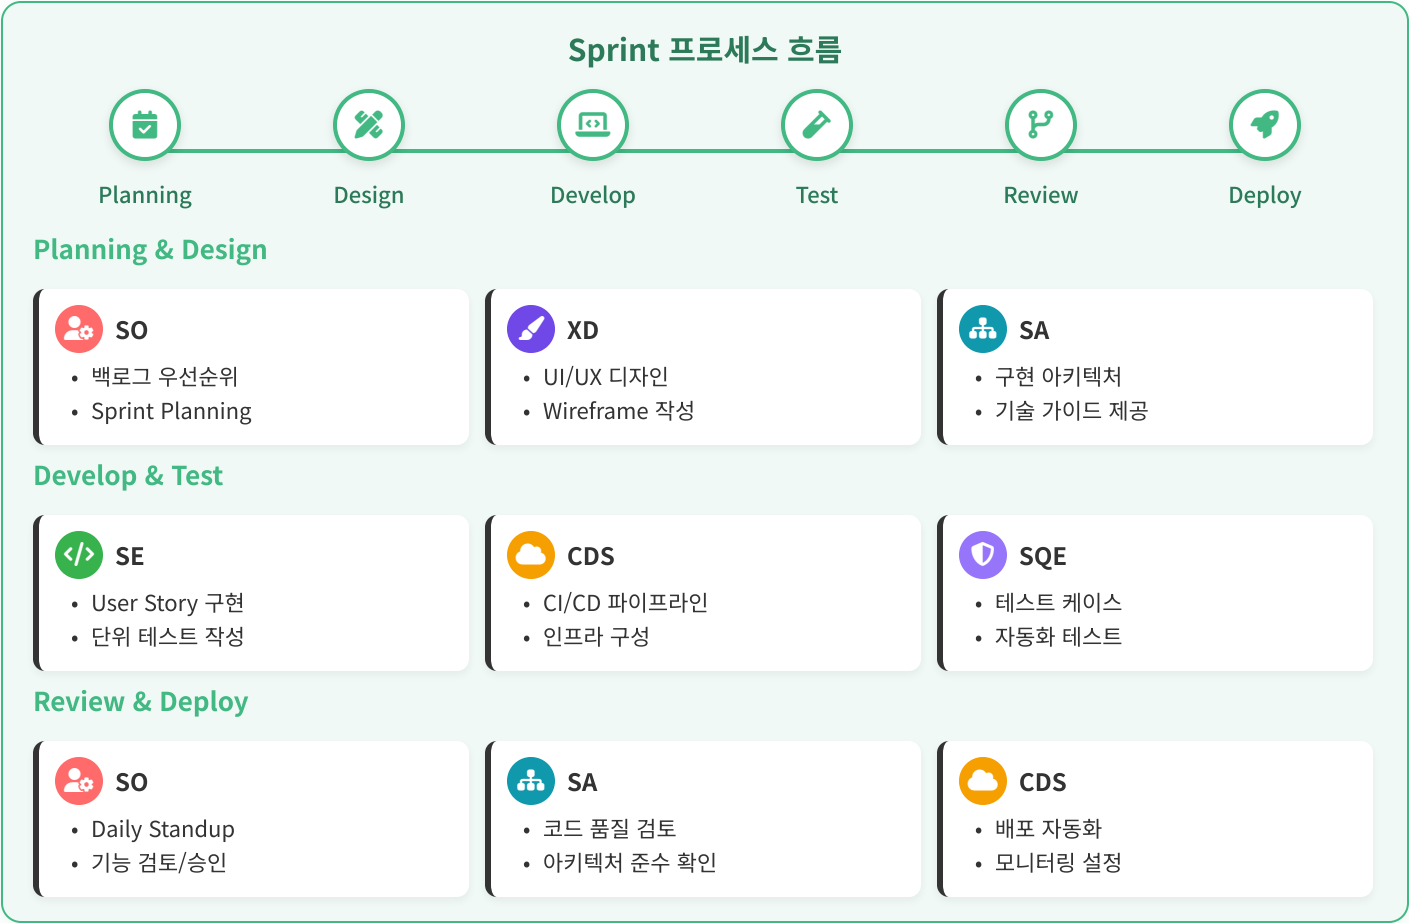 Sprint 프로세스 흐름
Planning
Design
Develop
Test
Review
Deploy
Planning & Design
SO
• 백로그 우선순위
• Sprint Planning
XD
• UI/UX 디자인
• Wireframe 작성
SA
• 구현 아키텍처
• 기술 가이드 제공
Develop & Test
SE
• User Story 구현
• 단위 테스트 작성
CDS
• CI/CD 파이프라인
• 인프라 구성
SQE
• 테스트 케이스
• 자동화 테스트
Review & Deploy
SO
• Daily Standup
• 기능 검토/승인
SA
• 코드 품질 검토
• 아키텍처 준수 확인
CDS
• 배포 자동화
• 모니터링 설정